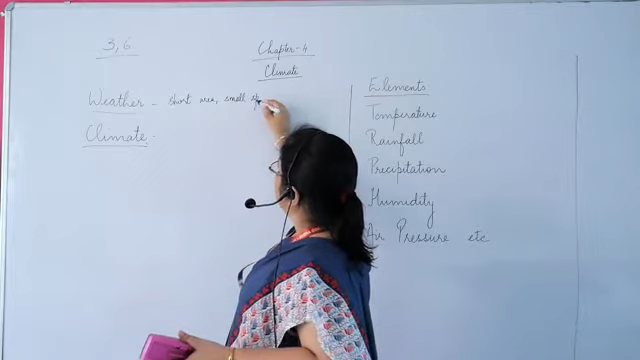 3,6
Chapter-4
Climate
Weather - Short area, small
Climate -
Elements
Temperature
Rainfall
Precipitation
Humidity
Air Pressure etc